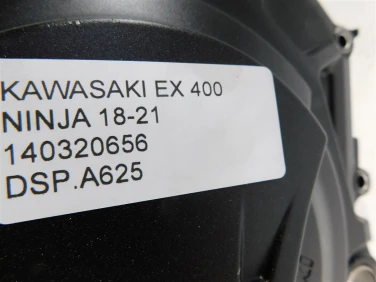 KAWASAKI EX 400
NINJA 18-21
140320656
DSP.A625